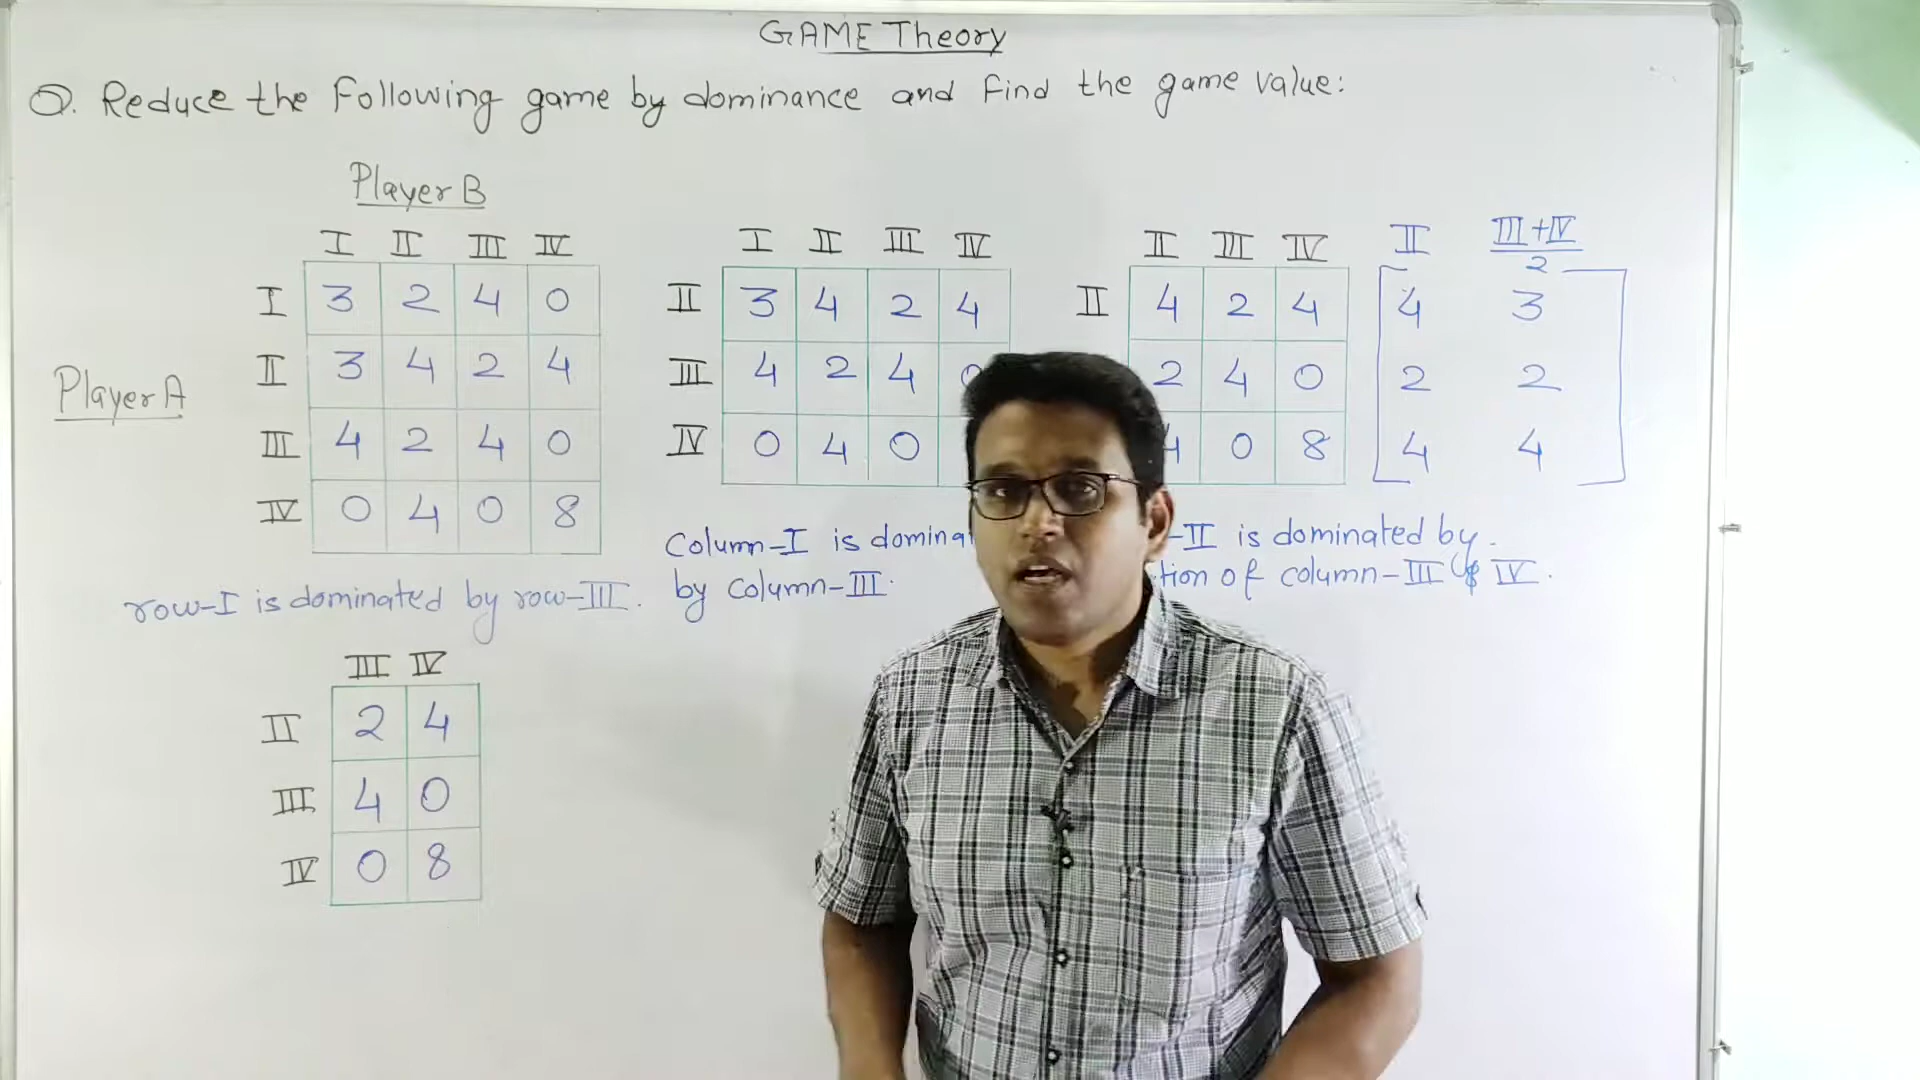 GAME Theory
Q. Reduce the following game by dominance and find the game value:
Player B
I II III IV
I 3 2 4 0
II 3 4 2 4
III 4 2 4 0
IV 0 4 0 8
Player A
row-I is dominated by row-III.
I II III IV
II 3 4 2 4
III 4 2 4 0
IV 0 4 0
Column-I is
by column-III.
II III IV
II 4 2 4
2 4 0
4 0 8
II III+IV
2
4 3
2 2
4 4
-II is dominated by
of column-III & IV.
III IV
II 2 4
III 4 0
IV 0 8